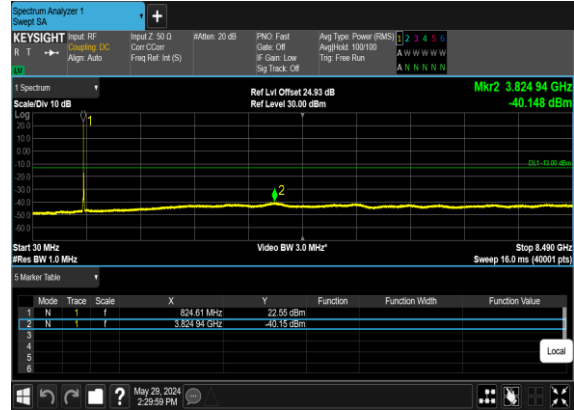 Spectrum Analyzer 1
Swept SA
+
KEYSIGHT
R T
LM
Input: RF
Coupling: DC
Align: Auto
Input Z: 50 Ω
Corr CCorr
Freq Ref: Int (S)
#Atten: 20 dB
PNO: Fast
Gate: Off
IF Gain: Low
Sig Track: Off
Avg Type: Power (RMS)
Avg|Hold: 100/100
Trig: Free Run
1 2 3 4 5 6
A W W W W W
A N N N N N
1 Spectrum
Scale/Div 10 dB
Ref Lvl Offset 24.93 dB
Ref Level 30.00 dBm
Mkr2 3.824 94 GHz
-40.148 dBm
Log
20.0
10.0
0.00
-10.0
-20.0
-30.0
-40.0
-50.0
-60.0
1
2
DL1 -13.00 dBm
Start 30 MHz
#Res BW 1.0 MHz
Video BW 3.0 MHz*
Stop 8.490 GHz
Sweep 16.0 ms (40001 pts)
5 Marker Table
Mode Trace Scale X Y Function Function Width Function Value
1 N 1 f 824.61 MHz 22.55 dBm
2 N 1 f 3.824 94 GHz -40.15 dBm
3
4
5
6
Local
?
May 29, 2024
2:29:59 PM